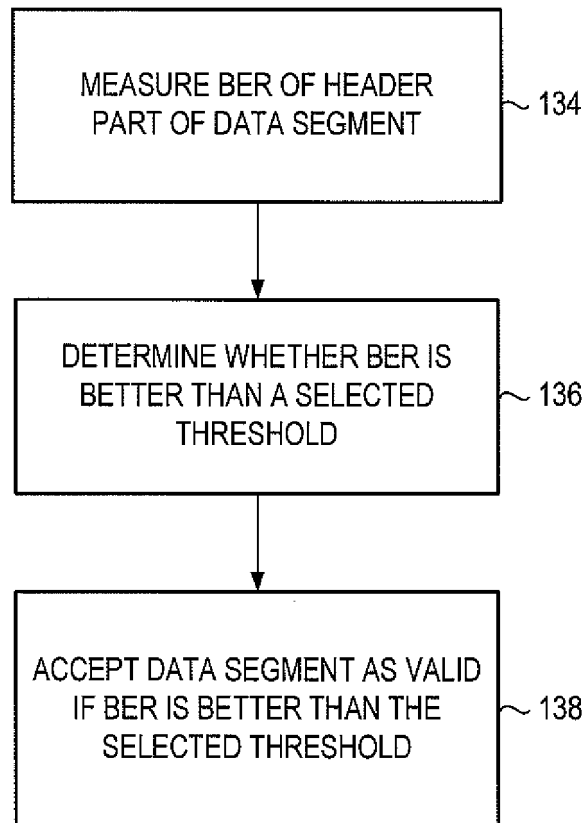 MEASURE BER OF HEADER
PART OF DATA SEGMENT
134
DETERMINE WHETHER BER IS
BETTER THAN A SELECTED
THRESHOLD
136
ACCEPT DATA SEGMENT AS VALID
IF BER IS BETTER THAN THE
SELECTED THRESHOLD
138